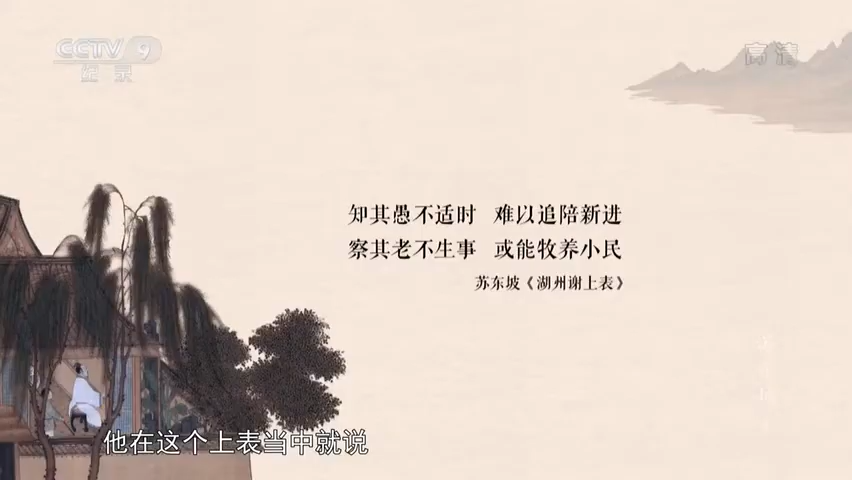 CCTV 9
纪录
高清
知其愚不适时 难以追陪新进
察其老不生事 或能牧养小民
苏东坡《湖州谢上表》
他在这个上表当中就说